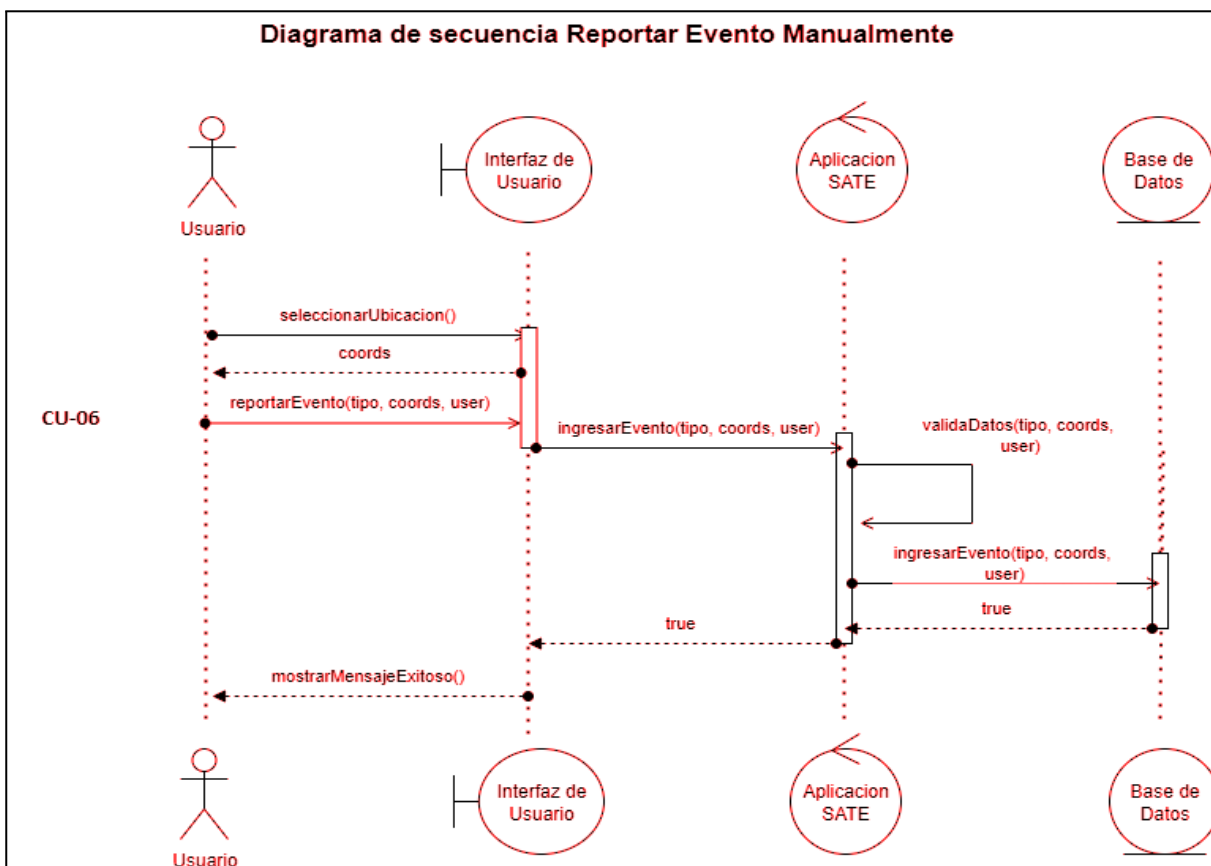 Diagrama de secuencia Reportar Evento Manualmente
Usuario
Interfaz de
Usuario
Aplicacion
SATE
Base de
Datos
seleccionarUbicacion()
coords
CU-06
reportarEvento(tipo, coords, user)
ingresarEvento(tipo, coords, user)
validaDatos(tipo, coords,
user)
ingresarEvento(tipo, coords,
user)
true
true
mostrarMensajeExitoso()
Usuario
Interfaz de
Usuario
Aplicacion
SATE
Base de
Datos